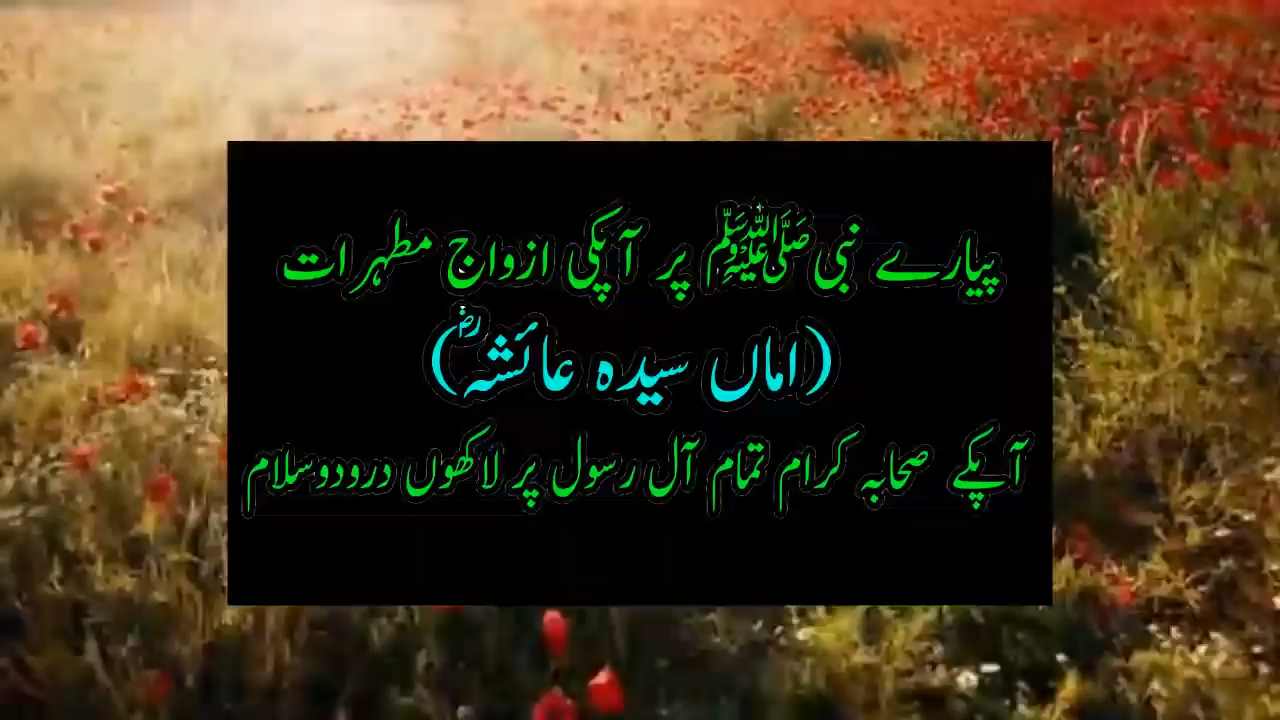 پیارے نبی ﷺ پر آپکی ازواج مطہرات
(اماں سیدہ عائشہؓ)
آپکے صحابہ کرام تمام آل رسول پر لاکھوں درودوسلام